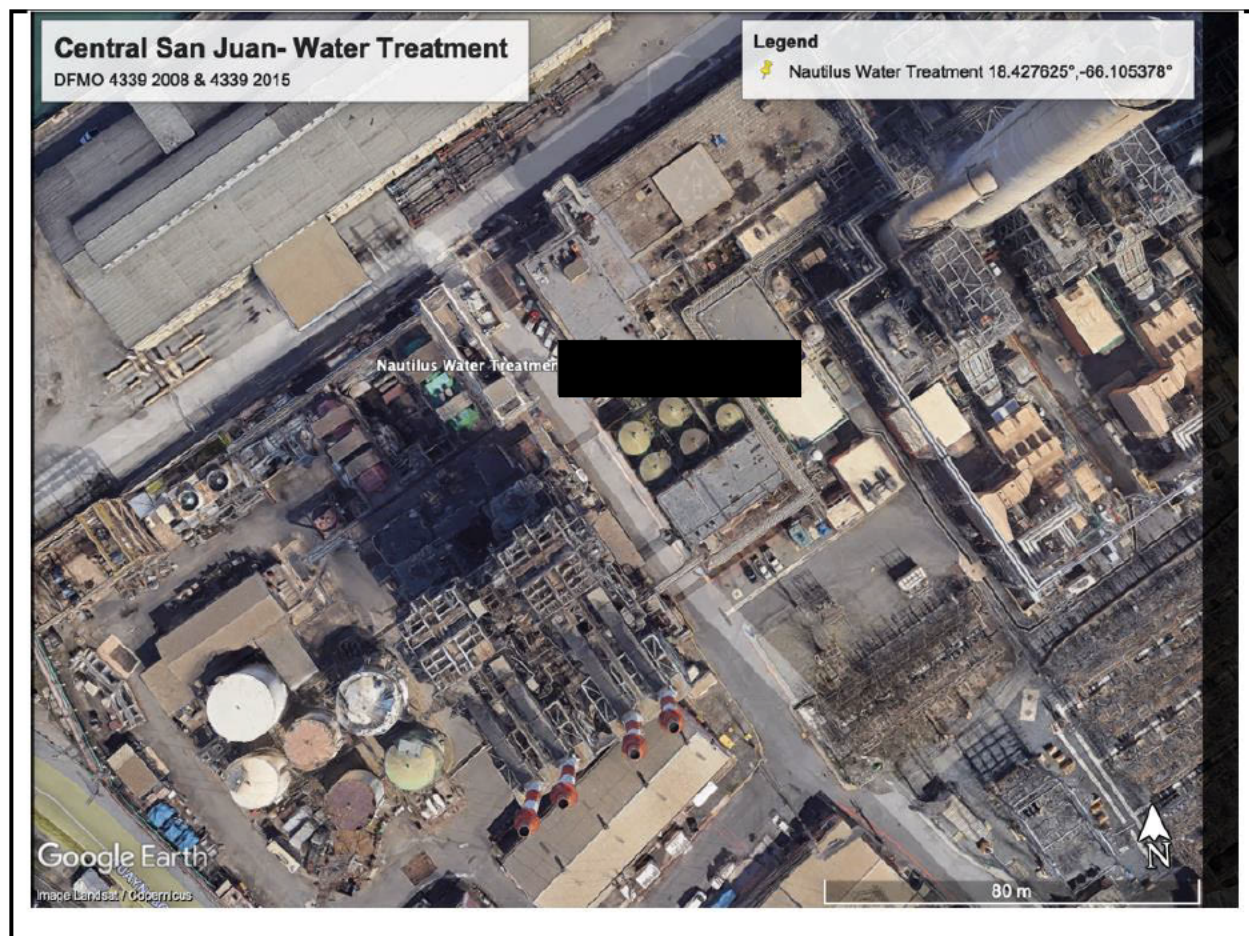 Central San Juan- Water Treatment
DFMO 4339 2008 & 4339 2015
Legend
Nautilus Water Treatment 18.427625°,-66.105378°
Nautilus Water Treatmen
Google Earth
Image Landsat / Copernicus
80 m
N